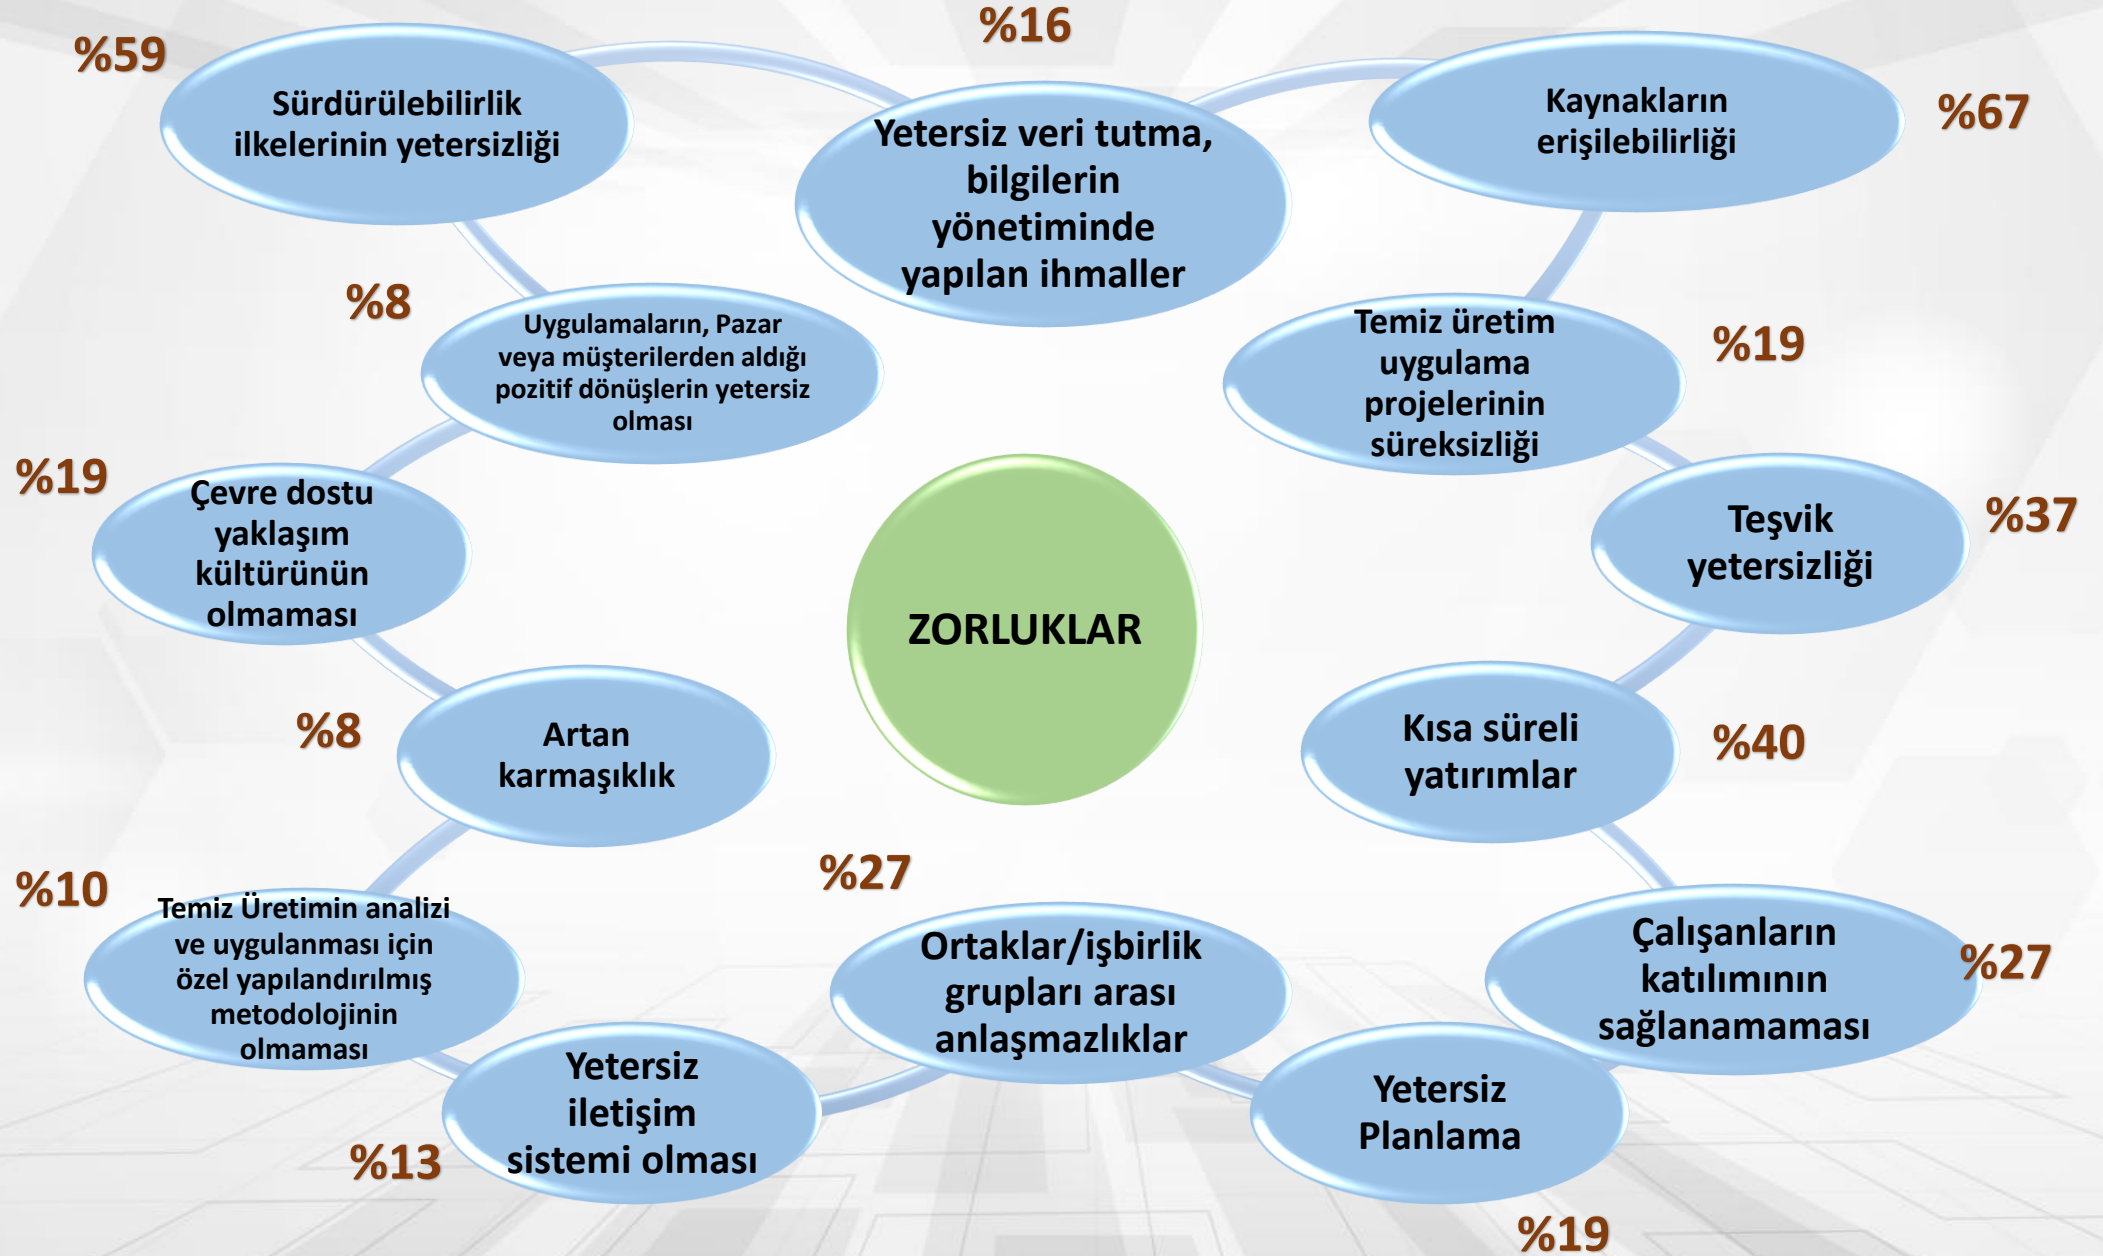 %16
Yetersiz veri tutma,
bilgilerin
yönetiminde
yapılan ihmaller
%67
Kaynakların
erişilebilirliği
%19
Temiz üretim
uygulama
projelerinin
süreksizliği
%37
Teşvik
yetersizliği
%40
Kısa süreli
yatırımlar
%27
Çalışanların
katılımının
sağlanamaması
Yetersiz
Planlama
%19
%27
Ortaklar/işbirlik
grupları arası
anlaşmazlıklar
Yetersiz
iletişim
sistemi olması
%13
%10
Temiz Üretimin analizi
ve uygulanması için
özel yapılandırılmış
metodolojinin
olmaması
%8
Artan
karmaşıklık
%19
Çevre dostu
yaklaşım
kültürünün
olmaması
%8
Uygulamaların, Pazar
veya müşterilerden aldığı
pozitif dönüşlerin yetersiz
olması
%59
Sürdürülebilirlik
ilkelerinin yetersizliği
ZORLUKLAR